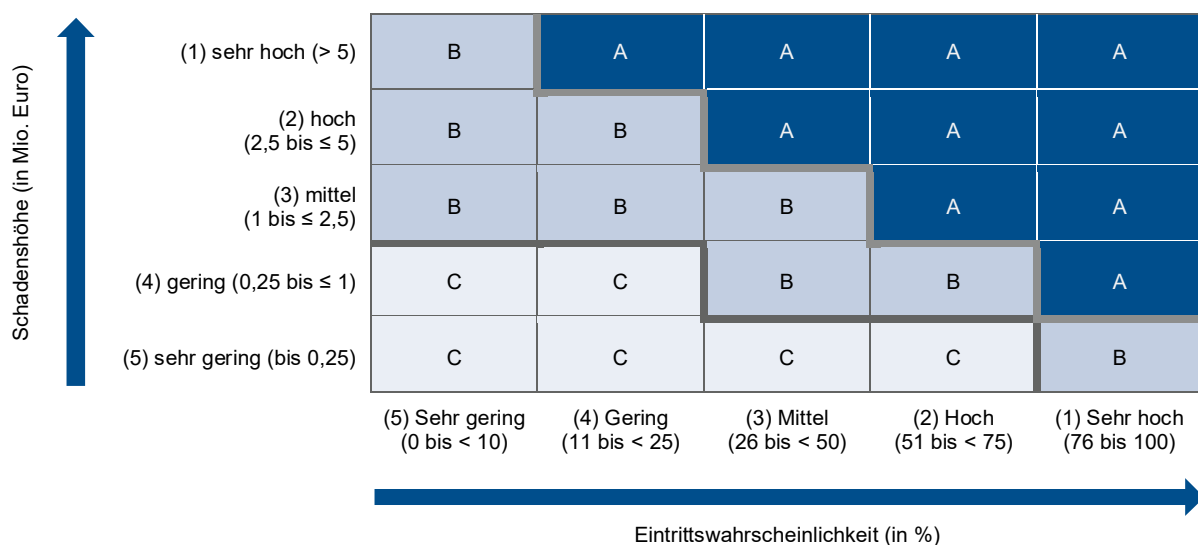 Schadenshöhe (in Mio. Euro)
(1) sehr hoch (> 5) B A A A A
(2) hoch
(2,5 bis ≤ 5) B B A A A
(3) mittel
(1 bis ≤ 2,5) B B B A A
(4) gering (0,25 bis ≤ 1) C C B B A
(5) sehr gering (bis 0,25) C C C C B
(5) Sehr gering (4) Gering (3) Mittel (2) Hoch (1) Sehr hoch
(0 bis < 10) (11 bis < 25) (26 bis < 50) (51 bis < 75) (76 bis 100)
Eintrittswahrscheinlichkeit (in %)